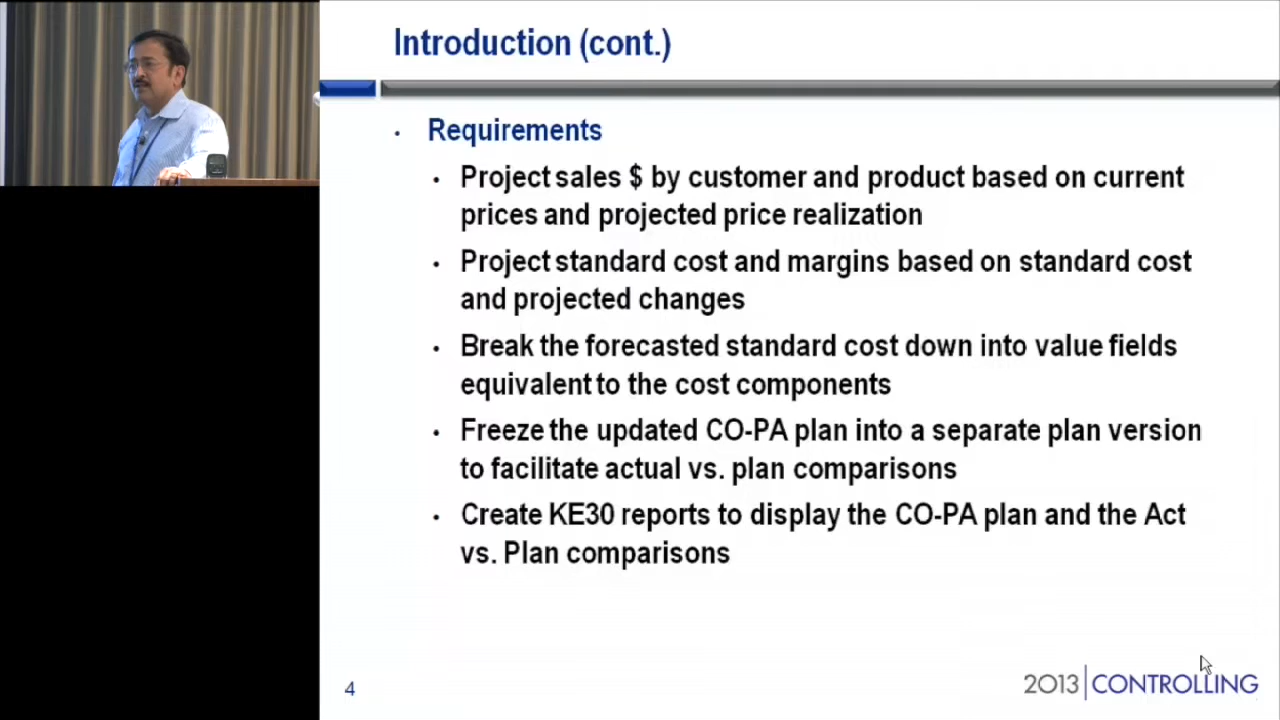 Introduction (cont.)
Requirements
Project sales $ by customer and product based on current
prices and projected price realization
Project standard cost and margins based on standard cost
and projected changes
Break the forecasted standard cost down into value fields
equivalent to the cost components
Freeze the updated CO-PA plan into a separate plan version
to facilitate actual vs. plan comparisons
Create KE30 reports to display the CO-PA plan and the Act
vs. Plan comparisons
4
2013 CONTROLLING